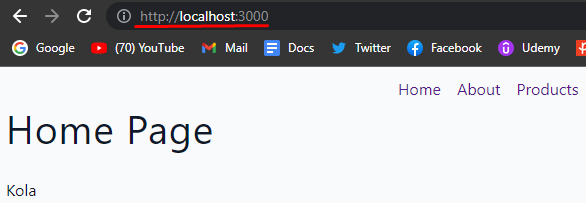 http://localhost:3000
Google (70) YouTube Mail Docs Twitter Facebook Udemy
Home About Products
Home Page
Kola